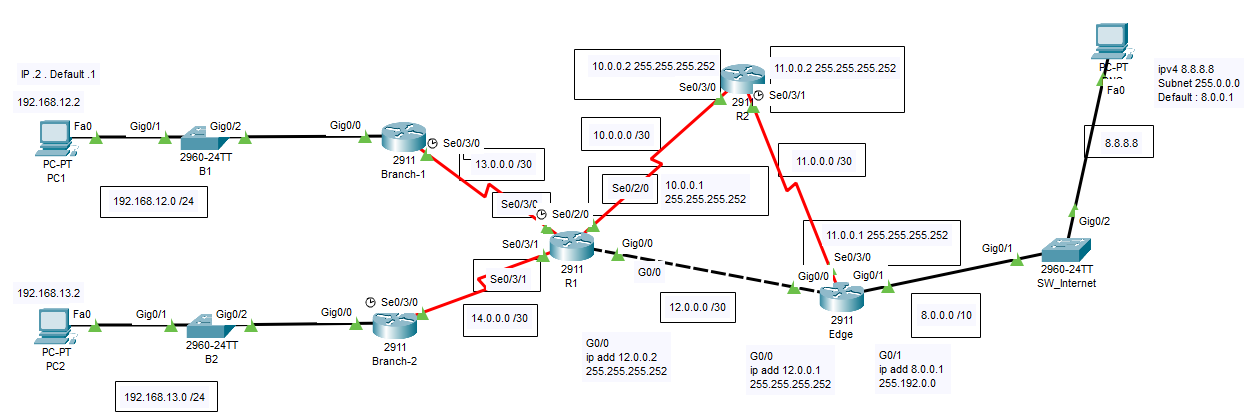 IP .2 . Default .1
192.168.12.2
Fa0
Gig0/1
Gig0/2
Gig0/0
PC-PT
PC1
2960-24TT
B1
2911
Branch-1
Se0/3/0
192.168.12.0 /24
13.0.0.0 /30
Se0/3/0
Se0/2/0
10.0.0.2 255.255.255.252
Se0/3/0
2911
R2
11.0.0.2 255.255.255.252
Se0/3/1
10.0.0.0 /30
11.0.0.0 /30
Se0/2/0
10.0.0.1
255.255.255.252
PC-PT
Fa0
ipv4 8.8.8.8
Subnet 255.0.0.0
Default : 8.0.0.1
8.8.8.8
Gig0/2
Gig0/1
2960-24TT
SW_Internet
11.0.0.1 255.255.255.252
Se0/3/0
Gig0/0
Gig0/1
2911
Edge
8.0.0.0 /10
Se0/3/1
2911
R1
Gig0/0
G0/0
12.0.0.0 /30
Se0/3/1
14.0.0.0 /30
192.168.13.2
Fa0
Gig0/1
Gig0/2
Gig0/0
Se0/3/0
PC-PT
PC2
2960-24TT
B2
2911
Branch-2
192.168.13.0 /24
G0/0
ip add 12.0.0.2
255.255.255.252
G0/0
ip add 12.0.0.1
255.255.255.252
G0/1
ip add 8.0.0.1
255.192.0.0